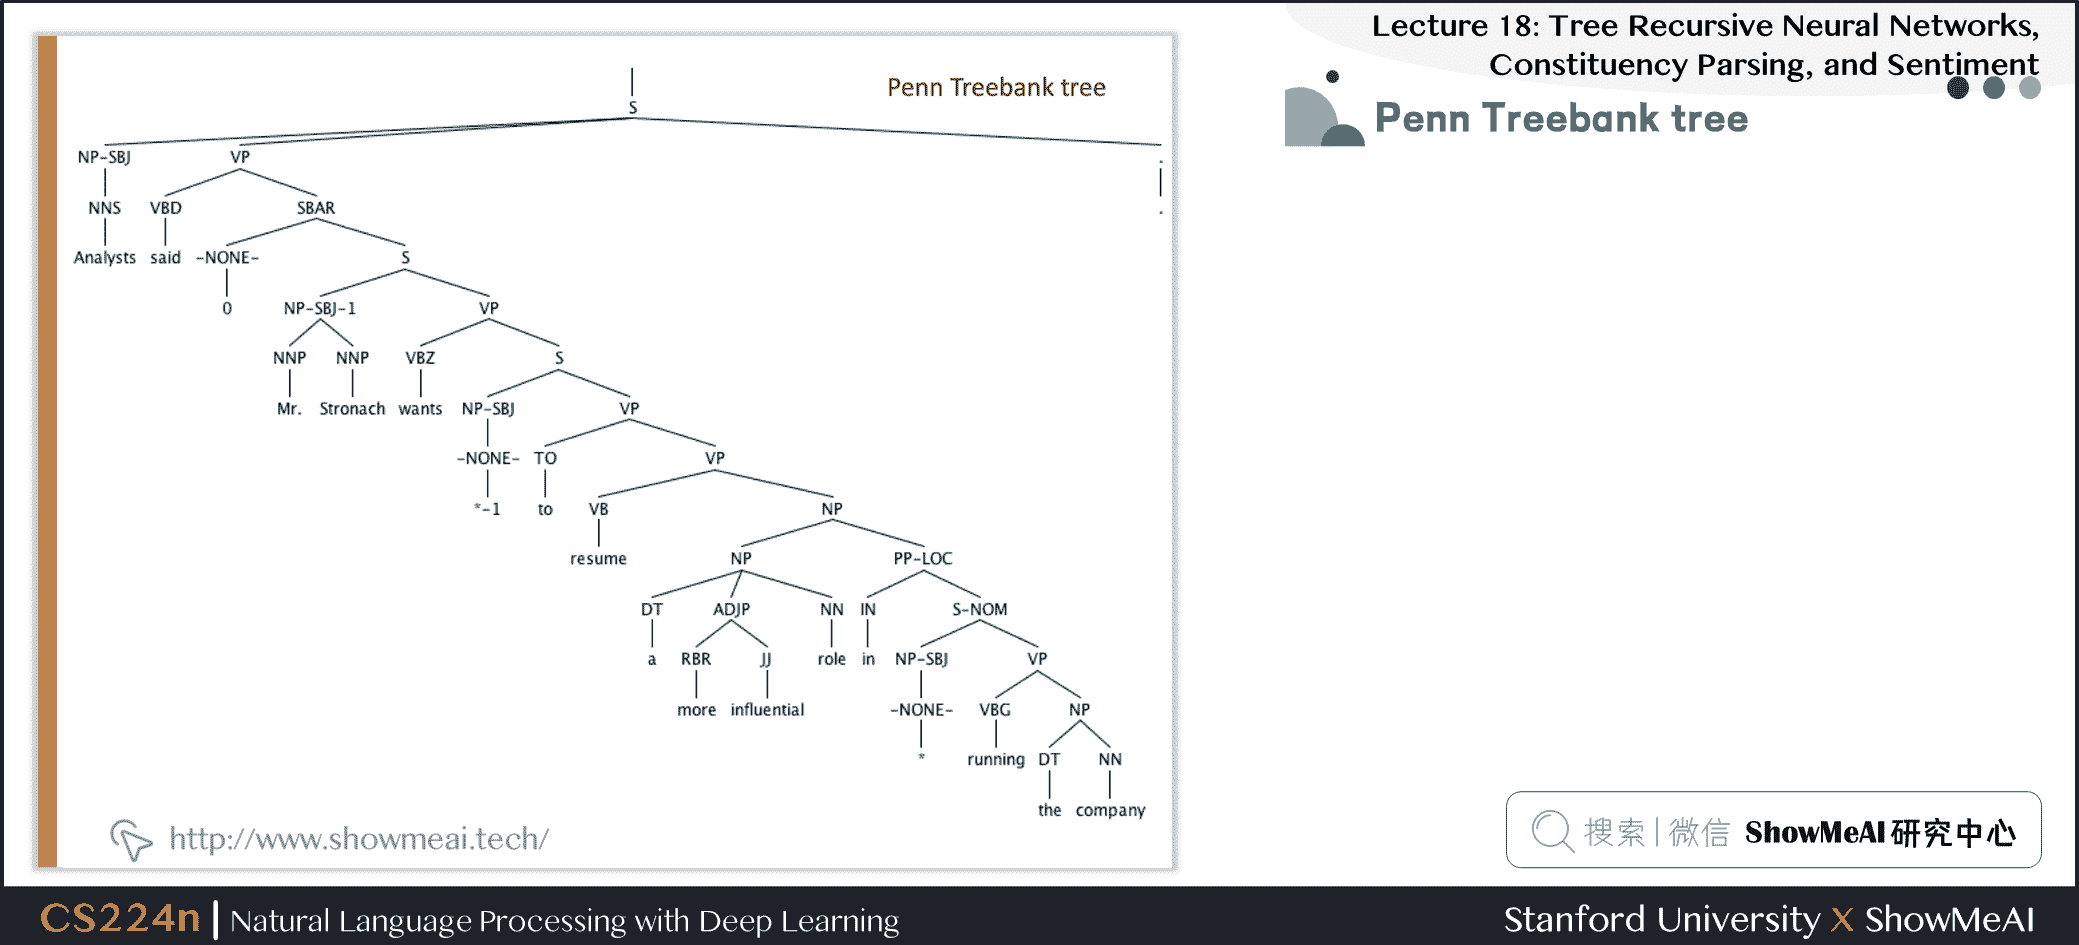 Lecture 18: Tree Recursive Neural Networks,
Constituency Parsing, and Sentiment
Penn Treebank tree
Penn Treebank tree
S
NP-SBJ VP .
NNS VBD SBAR .
Analysts said -NONE- S
0 NP-SBJ-1 VP
NNP NNP VBZ S
Mr. Stronach wants NP-SBJ VP
-NONE- TO VP
*-1 to VB NP
resume NP PP-LOC
DT ADJP NN IN S-NOM
a RBR JJ role in NP-SBJ VP
more influential -NONE- VBG NP
* running DT NN
the company
http://www.showmeai.tech/
搜索|微信 ShowMeAI 研究中心
CS224n | Natural Language Processing with Deep Learning
Stanford University X ShowMeAI